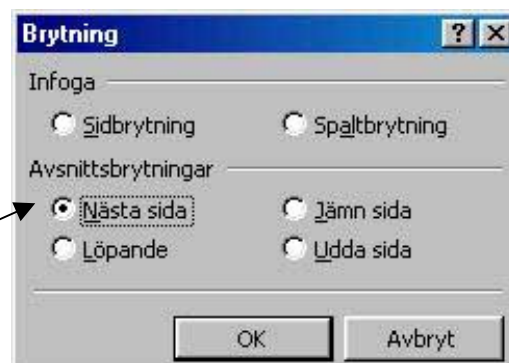 Brytning
Infoga
Sidbrytning Spaltbrytning
Avsnittsbrytningar
Nästa sida Jämn sida
Löpande Udda sida
OK Avbryt